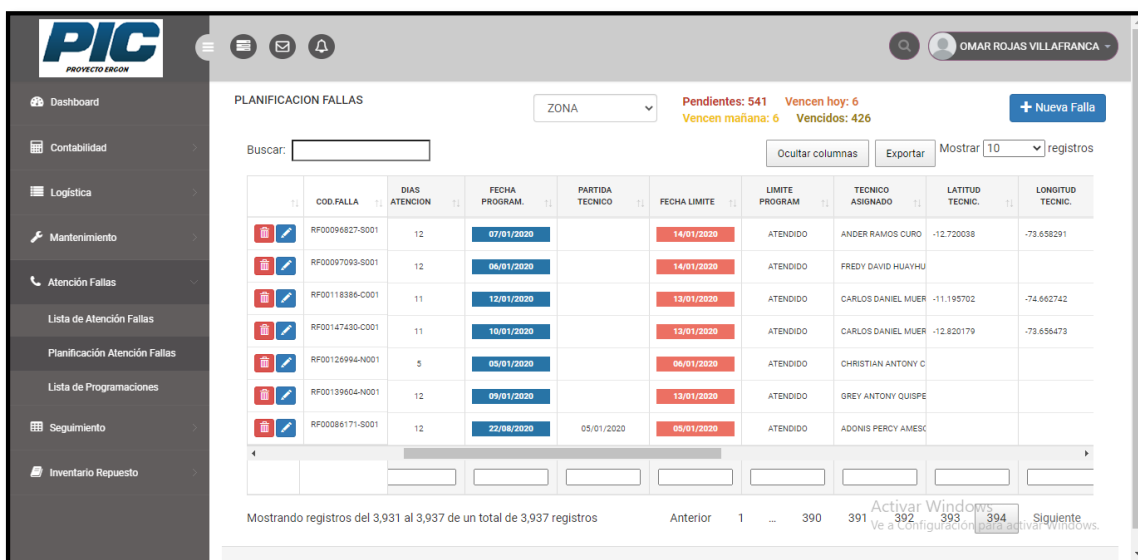 PIC
PROYECTO ERGON
OMAR ROJAS VILLAFRANCA
Dashboard
Contabilidad
Logística
Mantenimiento
Atención Fallas
Lista de Atención Fallas
Planificación Atención Fallas
Lista de Programaciones
Seguimiento
Inventario Repuesto
PLANIFICACION FALLAS
ZONA
Pendientes: 541 Vencen hoy: 6
Vencen mañana: 6 Vencidos: 426
+ Nueva Falla
Buscar:
Ocultar columnas
Exportar
Mostrar 10 registros
COD.FALLA DIAS ATENCION FECHA PROGRAM. PARTIDA TECNICO FECHA LIMITE LIMITE PROGRAM TECNICO ASIGNADO LATITUD TECNIC. LONGITUD TECNIC.
RF00096827-S001 12 07/01/2020 14/01/2020 ATENDIDO ANDER RAMOS CURO -12.720038 -73.658291
RF00097093-S001 12 06/01/2020 14/01/2020 ATENDIDO FREDY DAVID HUAYHU
RF00118386-C001 11 12/01/2020 13/01/2020 ATENDIDO CARLOS DANIEL MUER -11.195702 -74.662742
RF00147430-C001 11 10/01/2020 13/01/2020 ATENDIDO CARLOS DANIEL MUER -12.820179 -73.656473
RF00126994-N001 5 05/01/2020 06/01/2020 ATENDIDO CHRISTIAN ANTONY C
RF00139604-N001 12 09/01/2020 13/01/2020 ATENDIDO GREY ANTONY QUISPE
RF00086171-S001 12 22/08/2020 05/01/2020 05/01/2020 ATENDIDO ADONIS PERCY AMESC
Mostrando registros del 3,931 al 3,937 de un total de 3,937 registros
Anterior 1 ... 390 391 392 393 394 Siguiente
Activar Windows
Ve a Configuración para activar Windows.